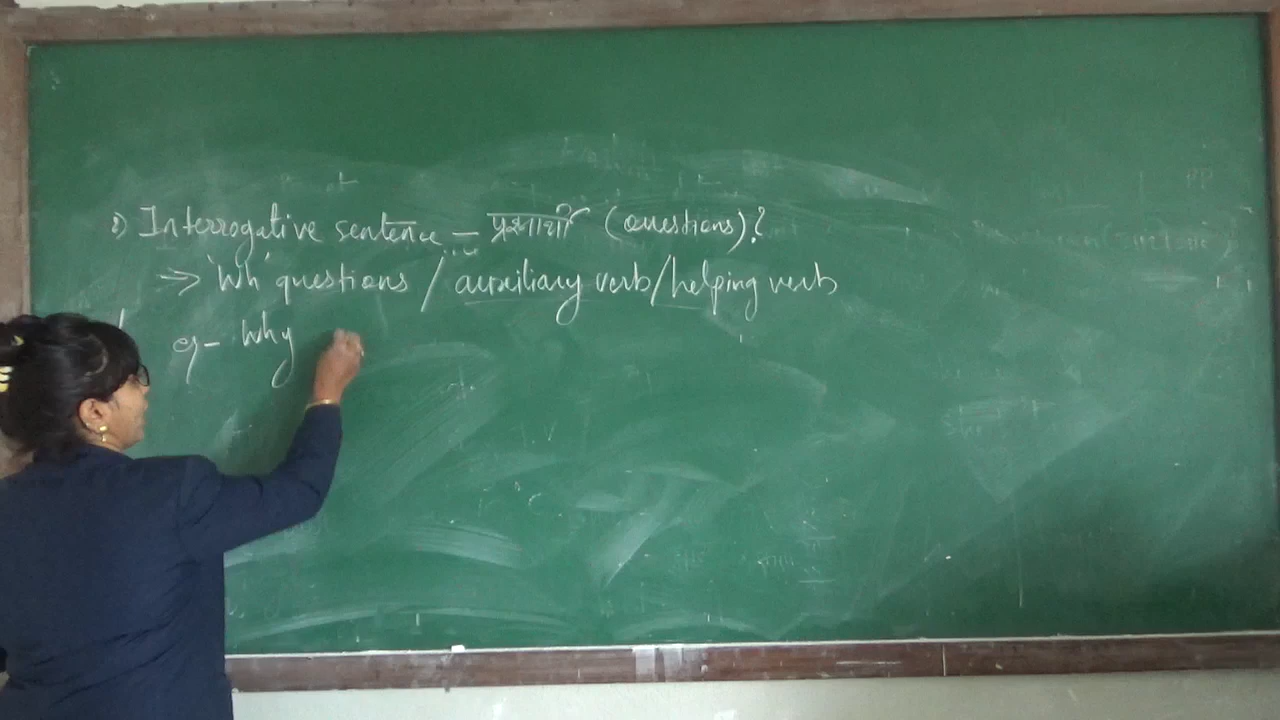 2) Interrogative sentence – प्रश्नार्थी (questions)?
⇒ 'Wh' questions / auxiliary verb/helping verb
eg – Why